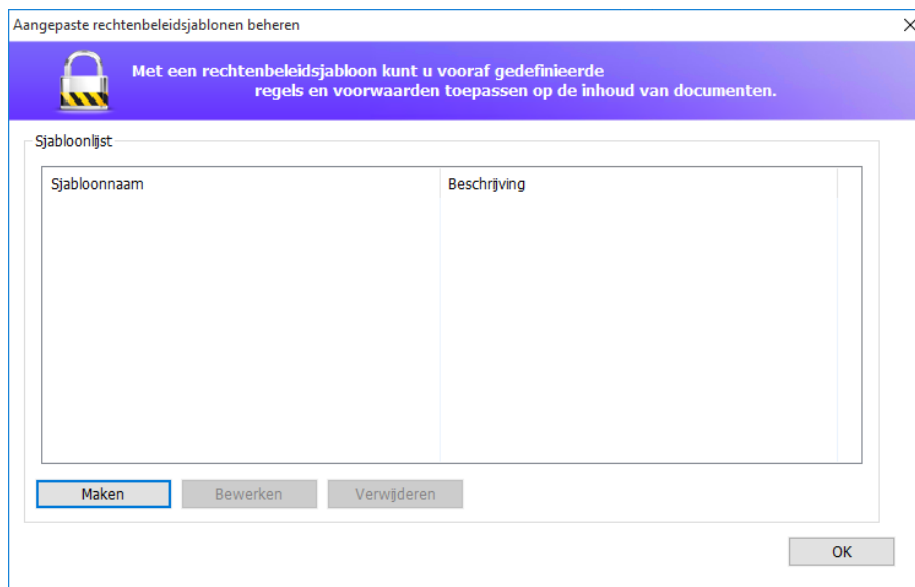 Aangepaste rechtenbeleidsjablonen beheren
Met een rechtenbeleidsjabloon kunt u vooraf gedefinieerde
regels en voorwaarden toepassen op de inhoud van documenten.
Sjabloonlijst
Sjabloonnaam Beschrijving
Maken Bewerken Verwijderen
OK